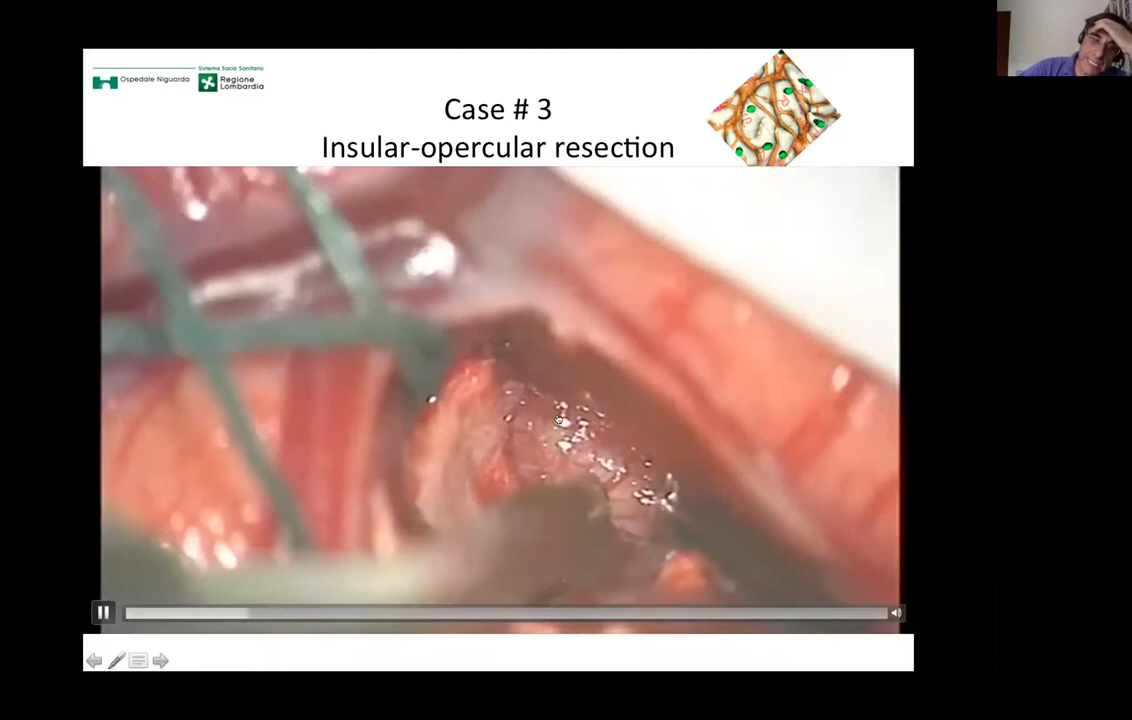 Sistema Socio Sanitario
Ospedale Niguarda
Regione
Lombardia
Case # 3
Insular-opercular resection